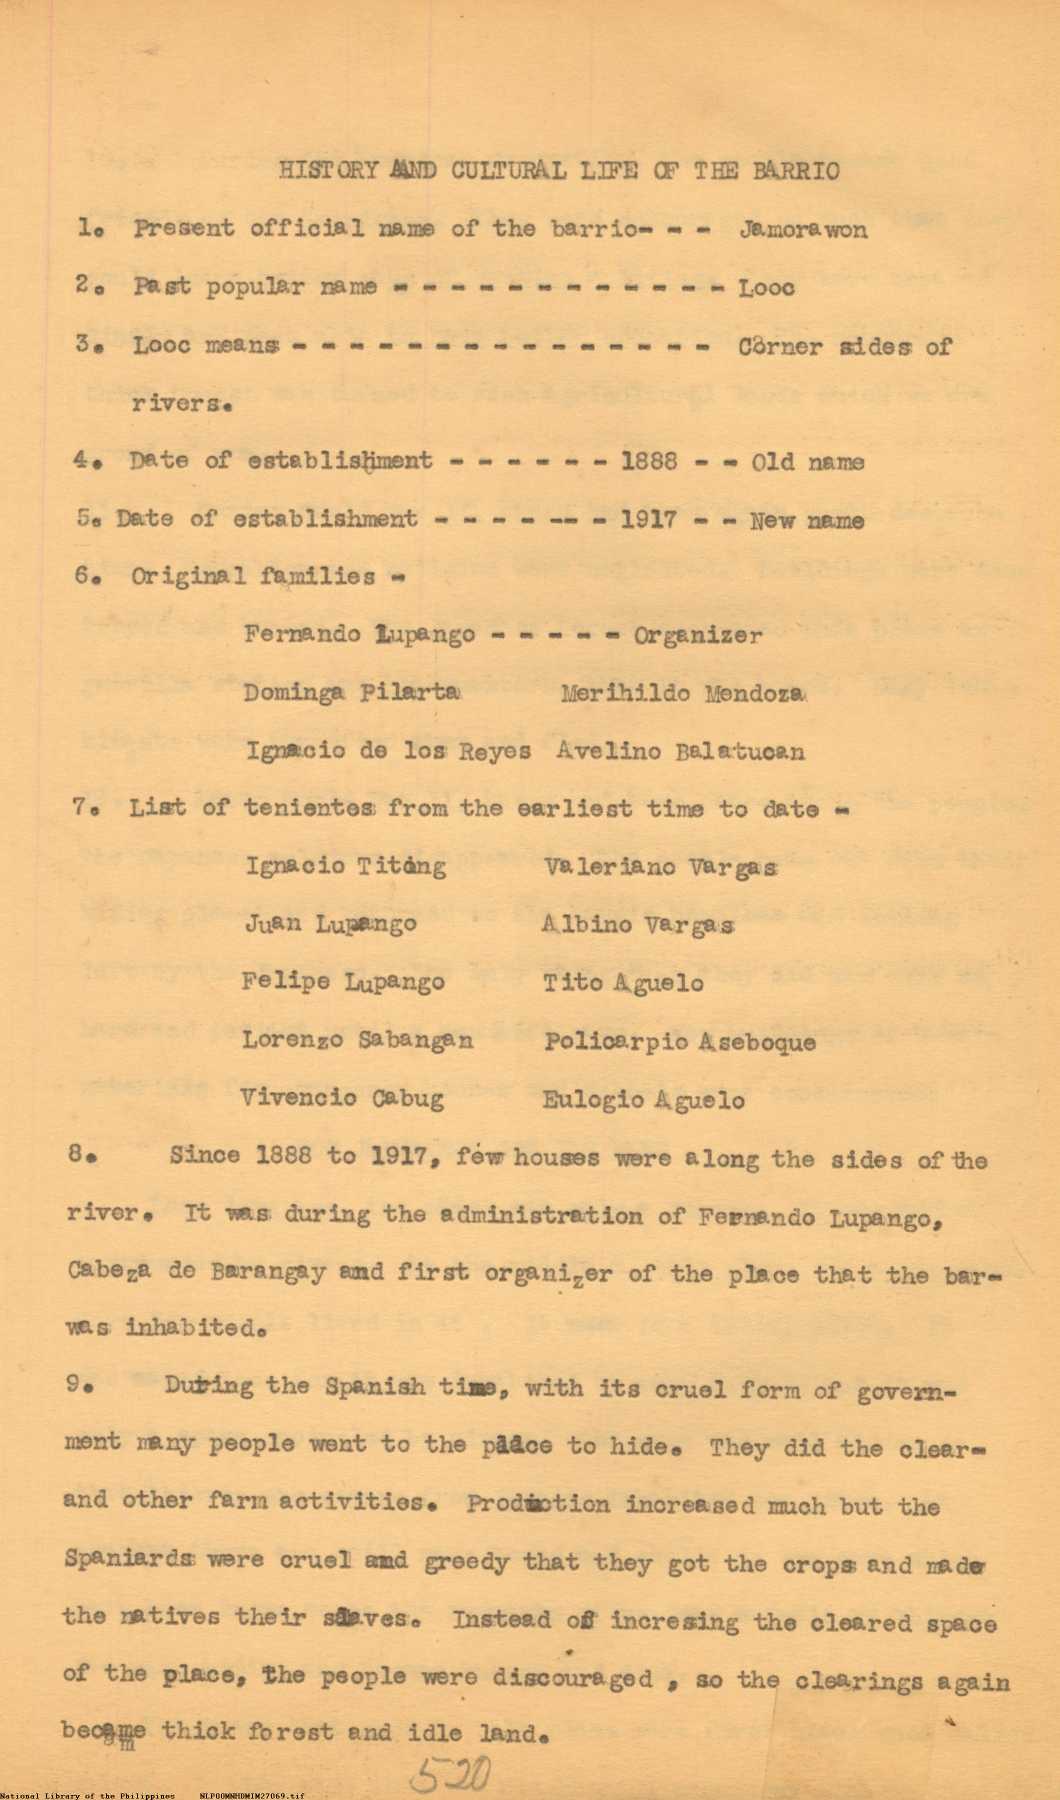 HISTORY AND CULTURAL LIFE OF THE BARRIO
1. Present official name of the barrio- - - Jamorawon
2. Past popular name - - - - - - - - - - - - Looc
3. Looc means - - - - - - - - - - - - - - - Corner sides of
rivers.
4. Date of establishment - - - - - - 1888 - - Old name
5. Date of establishment - - - - -- - 1917 - - New name
6. Original families -
Fernando Lupango - - - - - Organizer
Dominga Pilarta Merihildo Mendoza
Ignacio de los Reyes Avelino Balatucan
7. List of tenientes from the earliest time to date -
Ignacio Titong Valeriano Vargas
Juan Lupango Albino Vargas
Felipe Lupango Tito Aguelo
Lorenzo Sabangan Policarpio Aseboque
Vivencio Cabug Eulogio Aguelo
8. Since 1888 to 1917, few houses were along the sides of the
river. It was during the administration of Fernando Lupango,
Cabeza de Barangay and first organizer of the place that the bar-
was inhabited.
9. During the Spanish time, with its cruel form of govern-
ment many people went to the place to hide. They did the clear-
and other farm activities. Production increased much but the
Spaniards were cruel and greedy that they got the crops and made
the natives their slaves. Instead of incresing the cleared space
of the place, the people were discouraged , so the clearings again
became thick forest and idle land.
520
National Library of the Philippines NLPOOMNHDMIM27069.tif